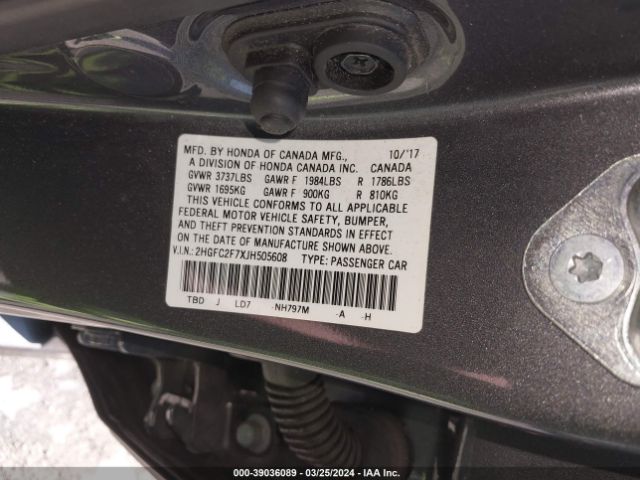 MFD. BY HONDA OF CANADA MFG., 10/'17
A DIVISION OF HONDA CANADA INC. CANADA
GVWR 3737LBS GAWR F 1984LBS R 1786LBS
GVWR 1695KG GAWR F 900KG R 810KG
THIS VEHICLE CONFORMS TO ALL APPLICABLE
FEDERAL MOTOR VEHICLE SAFETY, BUMPER,
AND THEFT PREVENTION STANDARDS IN EFFECT
ON THE DATE OF MANUFACTURE SHOWN ABOVE.
V.I.N.: 2HGFC2F7XJH505608 TYPE: PASSENGER CAR
TBD J LD7 -NH797M -A -H
000-39036089 • 03/25/2024 • IAA Inc.